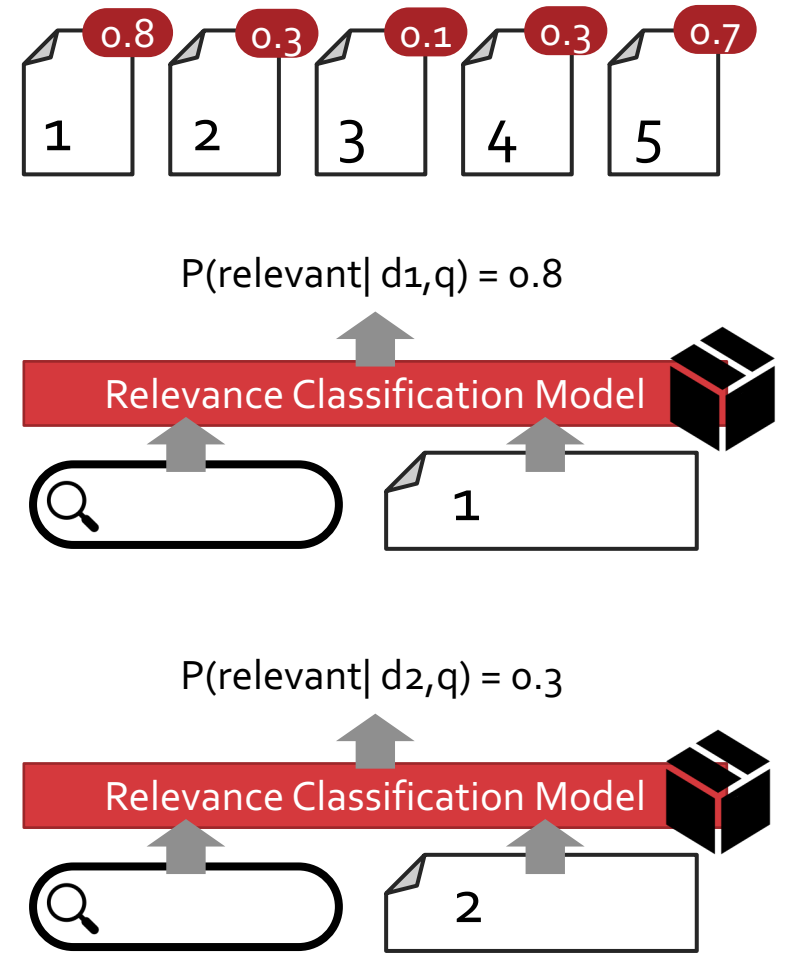 0.8 0.3 0.1 0.3 0.7
1 2 3 4 5
P(relevant| d1,q) = 0.8
Relevance Classification Model
1
P(relevant| d2,q) = 0.3
Relevance Classification Model
2